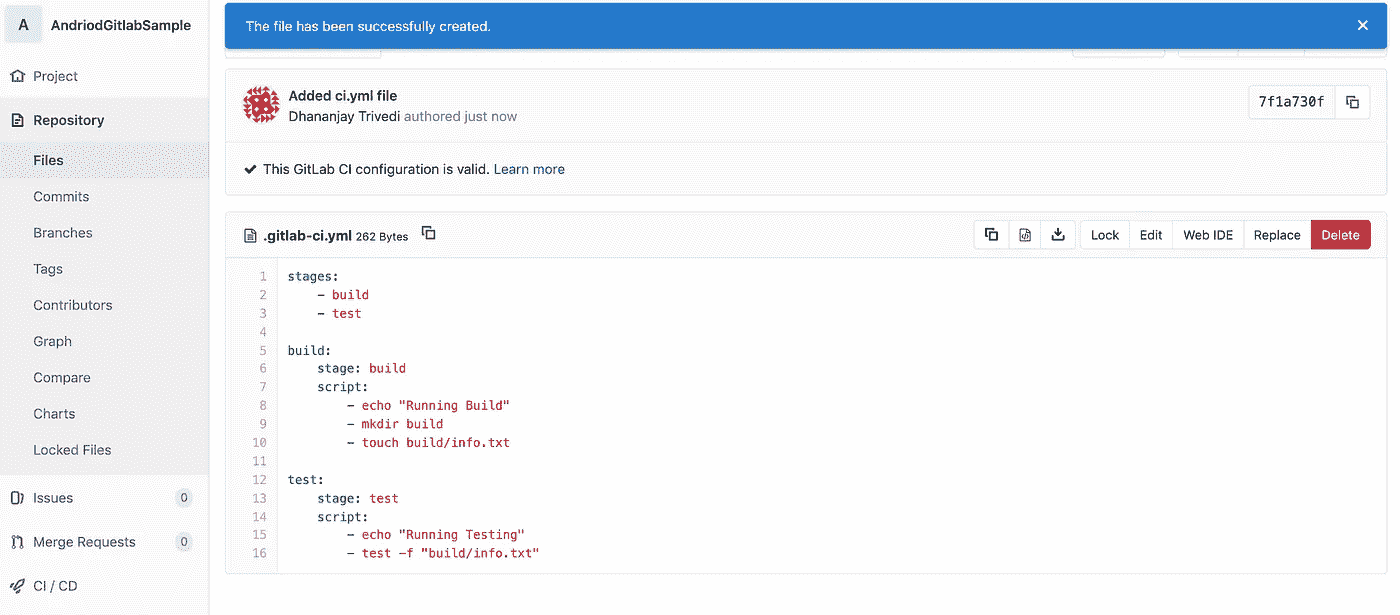 A AndriodGitlabSample
The file has been successfully created.
Project
Repository
Files
Commits
Branches
Tags
Contributors
Graph
Compare
Charts
Locked Files
Issues 0
Merge Requests 0
CI / CD
Added ci.yml file
Dhananjay Trivedi authored just now
7f1a730f
This GitLab CI configuration is valid. Learn more
.gitlab-ci.yml 262 Bytes
Lock Edit Web IDE Replace Delete
1 stages:
2 - build
3 - test
4
5 build:
6 stage: build
7 script:
8 - echo "Running Build"
9 - mkdir build
10 - touch build/info.txt
11
12 test:
13 stage: test
14 script:
15 - echo "Running Testing"
16 - test -f "build/info.txt"